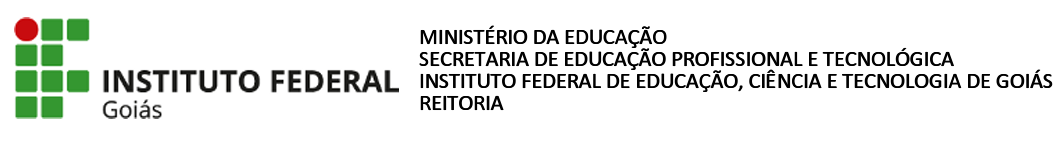 INSTITUTO FEDERAL
Goiás
MINISTÉRIO DA EDUCAÇÃO
SECRETARIA DE EDUCAÇÃO PROFISSIONAL E TECNOLÓGICA
INSTITUTO FEDERAL DE EDUCAÇÃO, CIÊNCIA E TECNOLOGIA DE GOIÁS
REITORIA